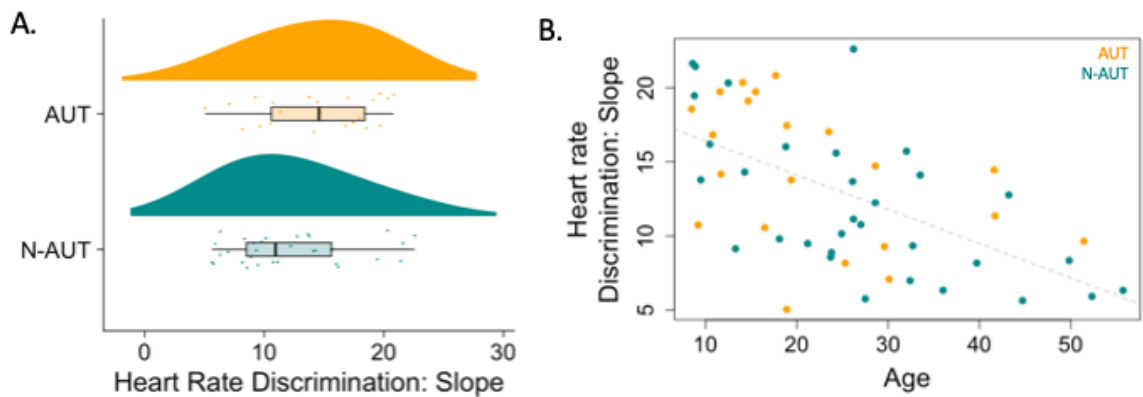 A.
AUT
N-AUT
0 10 20 30
Heart Rate Discrimination: Slope
B.
AUT
N-AUT
Heart rate
Discrimination: Slope
20
15
10
5
10 20 30 40 50
Age